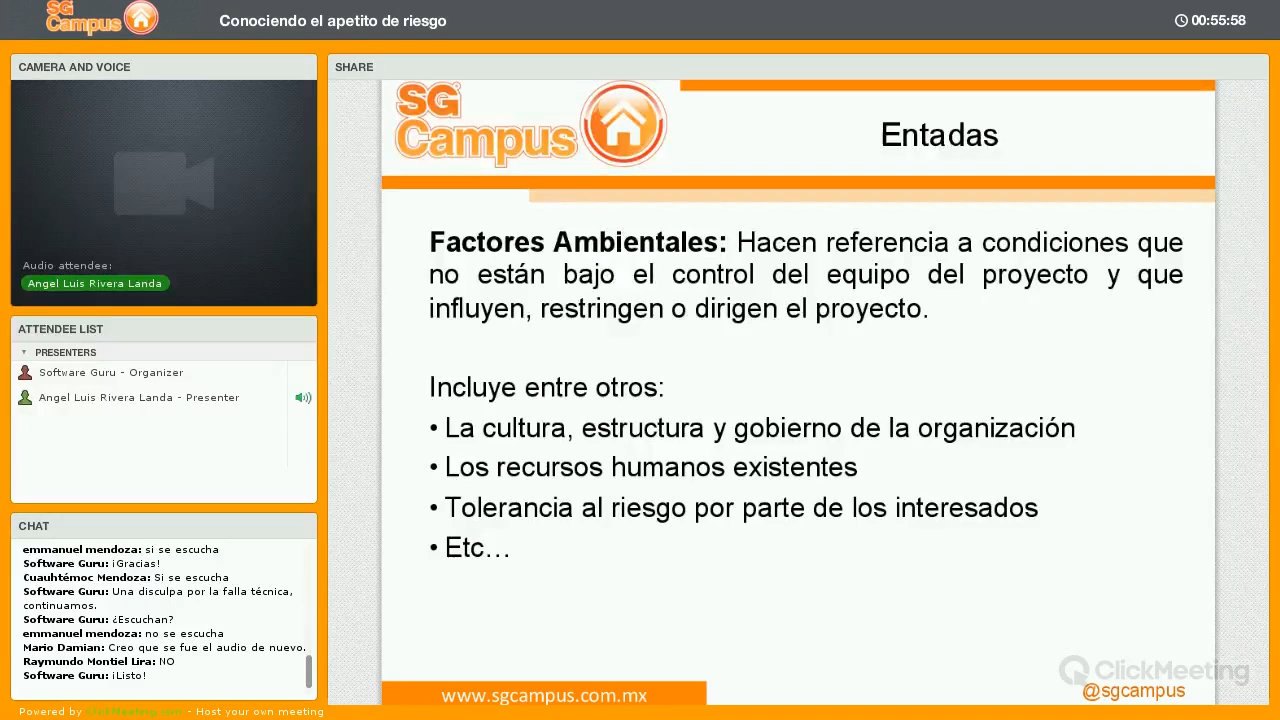 SG
Campus
Conociendo el apetito de riesgo
00:55:58
CAMERA AND VOICE
Audio attendee:
Angel Luis Rivera Landa
ATTENDEE LIST
PRESENTERS
Software Guru - Organizer
Angel Luis Rivera Landa - Presenter
CHAT
emmanuel mendoza: si se escucha
Software Guru: ¡Gracias!
Cuauhtémoc Mendoza: Si se escucha
Software Guru: Una disculpa por la falla técnica,
continuamos.
Software Guru: ¿Escuchan?
emmanuel mendoza: no se escucha
Mario Damian: Creo que se fue el audio de nuevo.
Raymundo Montiel Lira: NO
Software Guru: ¡Listo!
Powered by ClickMeeting.com - Host your own meeting
SHARE
SG
Campus
Entadas
Factores Ambientales: Hacen referencia a condiciones que
no están bajo el control del equipo del proyecto y que
influyen, restringen o dirigen el proyecto.
Incluye entre otros:
• La cultura, estructura y gobierno de la organización
• Los recursos humanos existentes
• Tolerancia al riesgo por parte de los interesados
• Etc...
ClickMeeting
www.sgcampus.com.mx
@sgcampus